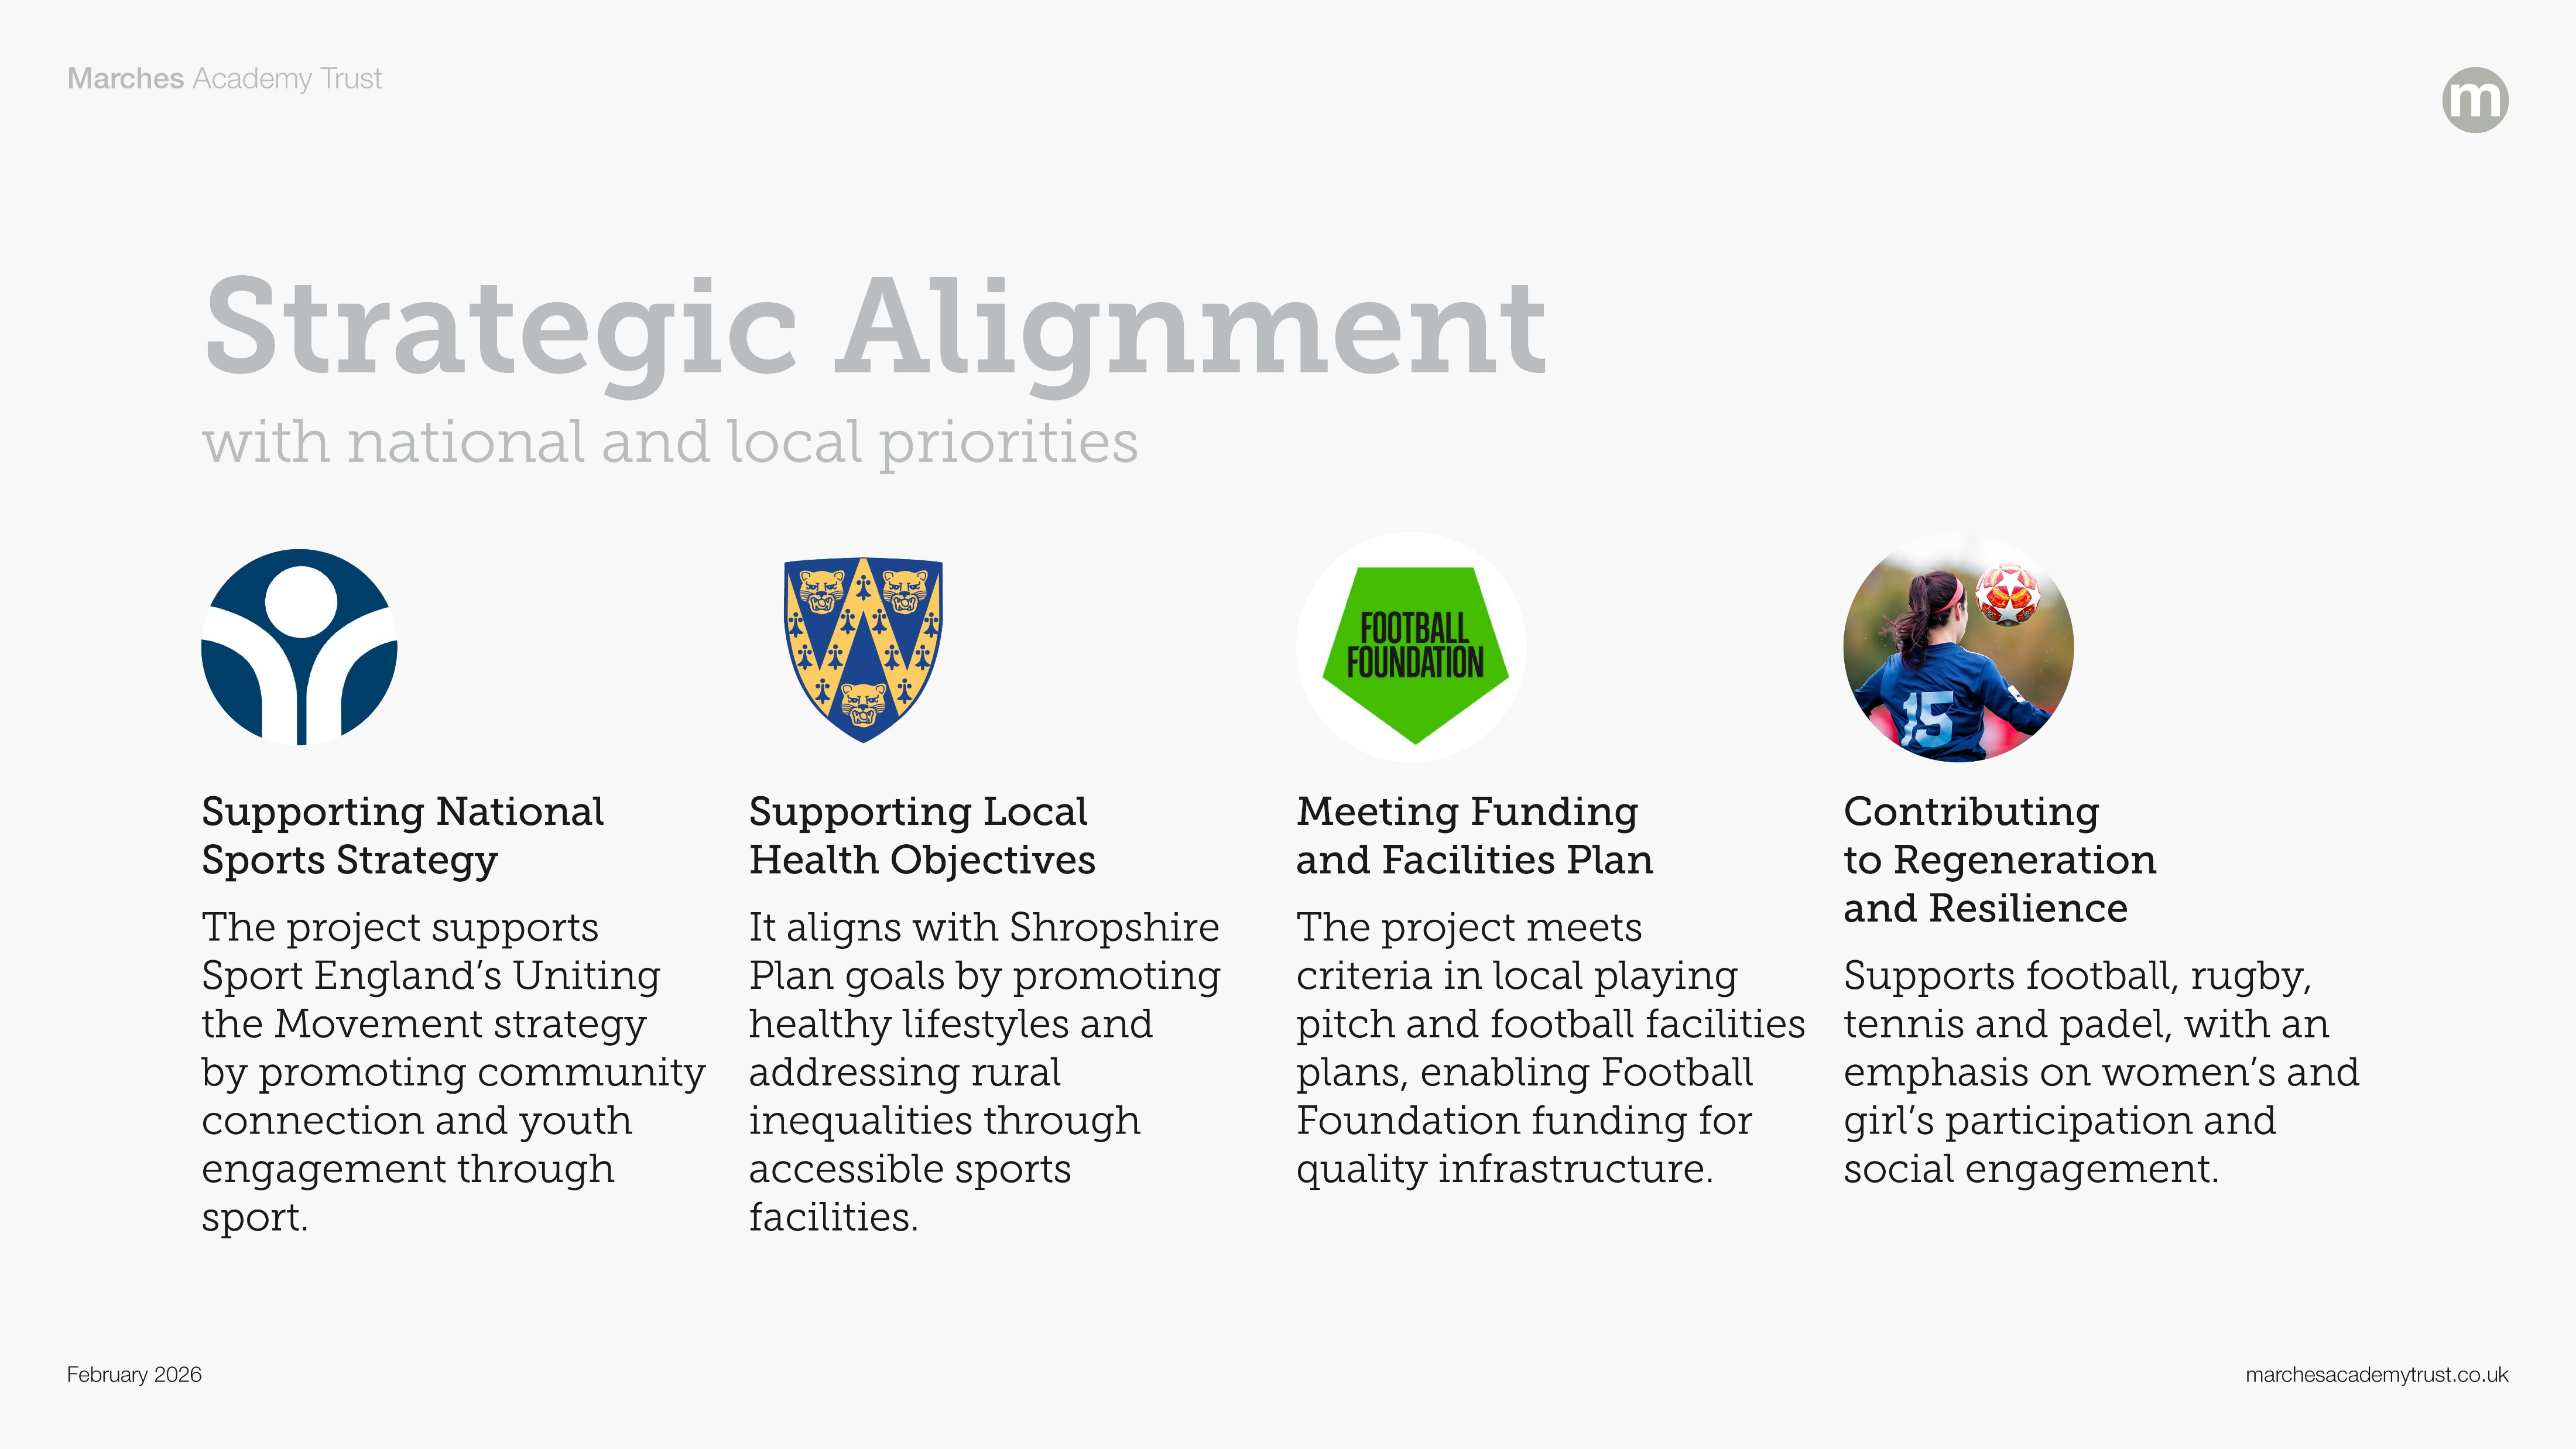 Marches Academy Trust
m
Strategic Alignment
with national and local priorities
FOOTBALL
FOUNDATION
15
Supporting National
Sports Strategy
The project supports
Sport England’s Uniting
the Movement strategy
by promoting community
connection and youth
engagement through
sport.
Supporting Local
Health Objectives
It aligns with Shropshire
Plan goals by promoting
healthy lifestyles and
addressing rural
inequalities through
accessible sports
facilities.
Meeting Funding
and Facilities Plan
The project meets
criteria in local playing
pitch and football facilities
plans, enabling Football
Foundation funding for
quality infrastructure.
Contributing
to Regeneration
and Resilience
Supports football, rugby,
tennis and padel, with an
emphasis on women’s and
girl’s participation and
social engagement.
February 2026
marchesacademytrust.co.uk